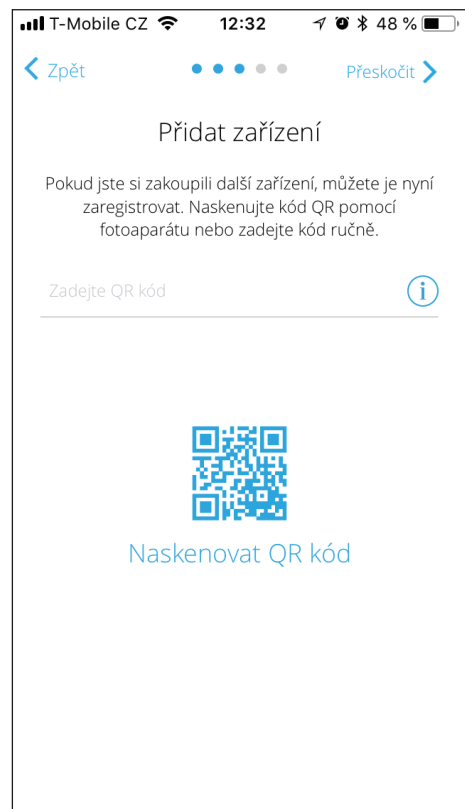 T-Mobile CZ 12:32 48 %
Zpět Přeskočit
Přidat zařízení
Pokud jste si zakoupili další zařízení, můžete je nyní
zaregistrovat. Naskenujte kód QR pomocí
fotoaparátu nebo zadejte kód ručně.
Zadejte QR kód i
Naskenovat QR kód